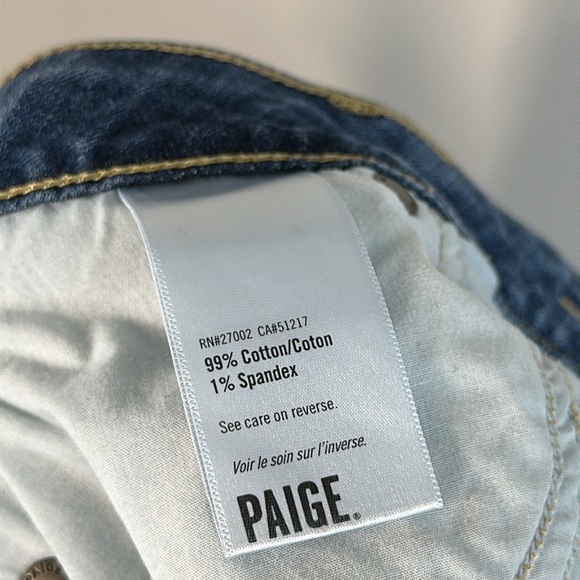 RN#27002 CA#51217
99% Cotton/Coton
1% Spandex
See care on reverse.
Voir le soin sur l'inverse.
PAIGE®